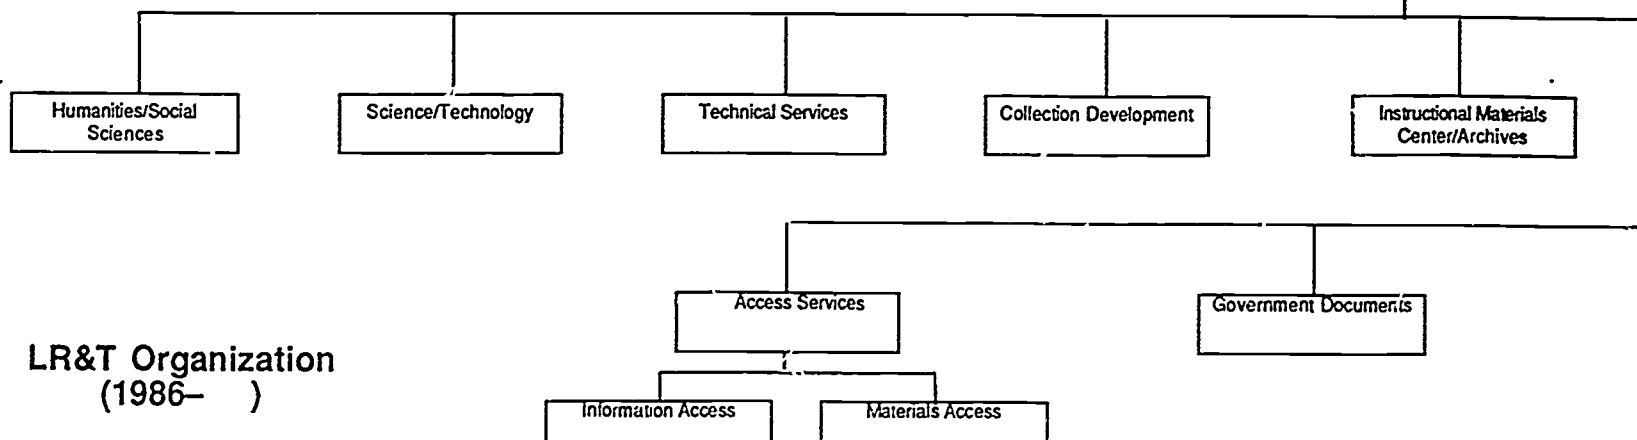 Humanities/Social
Sciences
Science/Technology
Technical Services
Collection Development
Instructional Materials
Center/Archives
Access Services
Government Documents
LR&T Organization
(1986– )
Information Access
Materials Access